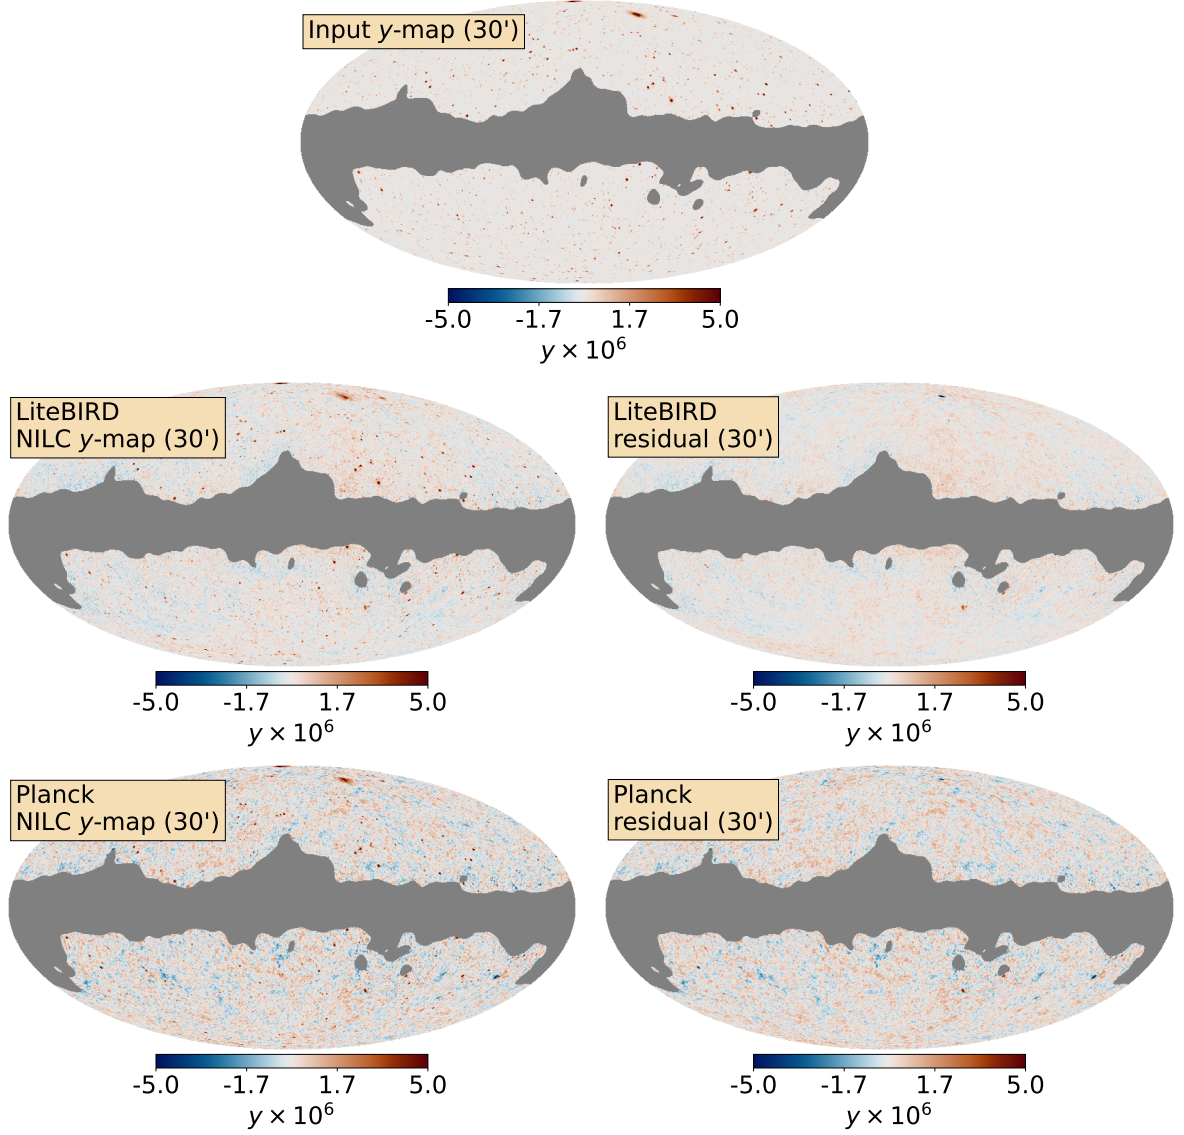 Input y-map (30')
-5.0 -1.7 1.7 5.0
y × 10⁶
LiteBIRD
NILC y-map (30')
-5.0 -1.7 1.7 5.0
y × 10⁶
LiteBIRD
residual (30')
-5.0 -1.7 1.7 5.0
y × 10⁶
Planck
NILC y-map (30')
-5.0 -1.7 1.7 5.0
y × 10⁶
Planck
residual (30')
-5.0 -1.7 1.7 5.0
y × 10⁶